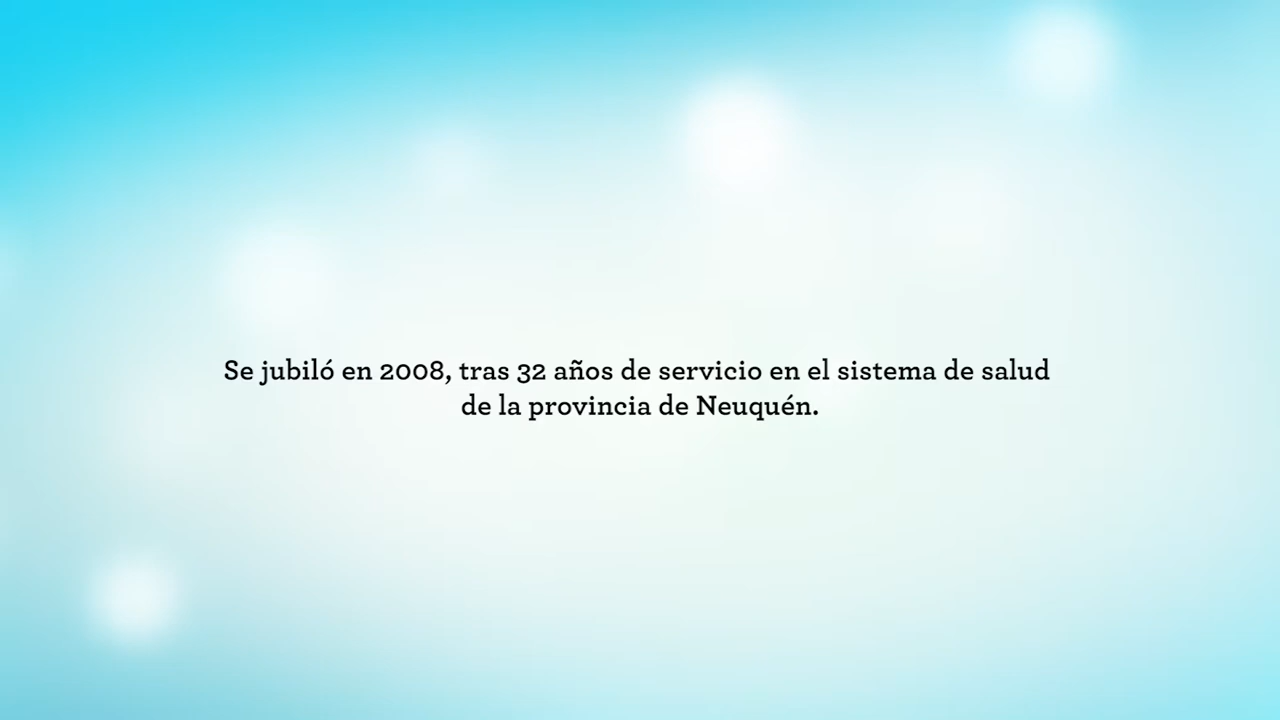 Se jubiló en 2008, tras 32 años de servicio en el sistema de salud
de la provincia de Neuquén.